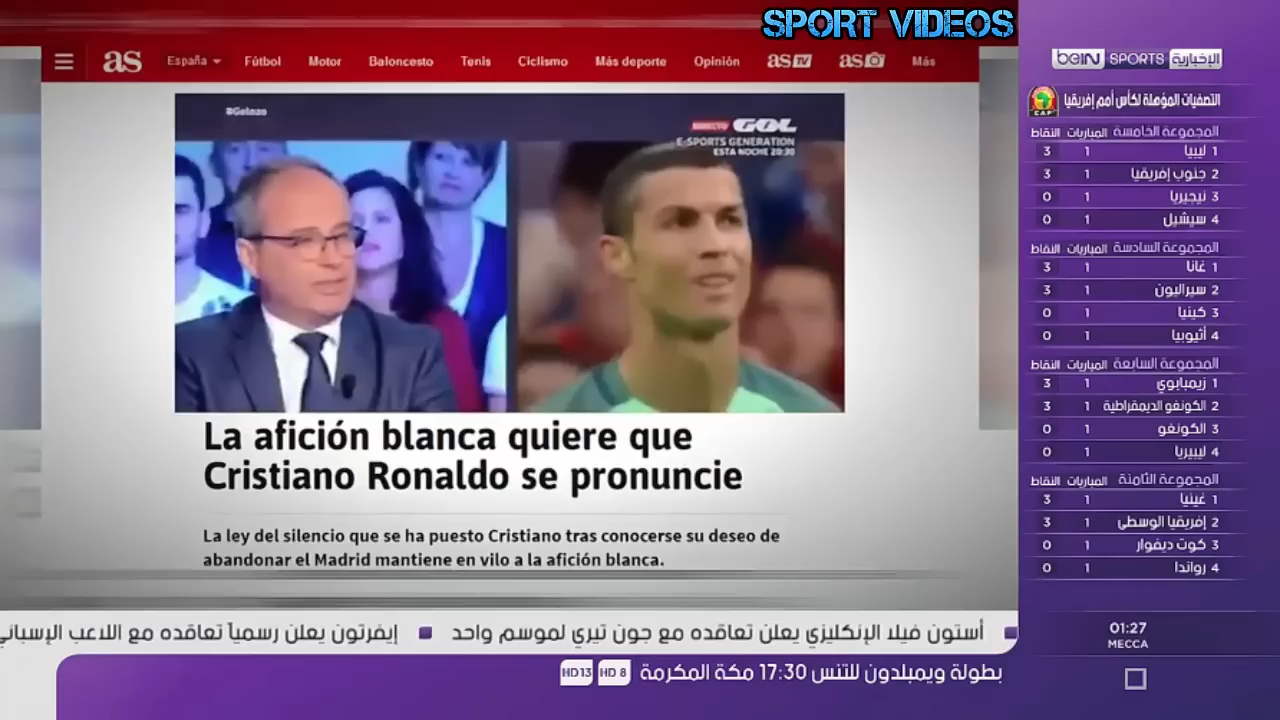 SPORT VIDEOS
as España Fútbol Motor Baloncesto Tenis Ciclismo Más deporte Opinión as TV as Más
#Golazo
DIRECTO GOL
E-SPORTS GENERATION
ESTA NOCHE 20:30
La afición blanca quiere que
Cristiano Ronaldo se pronuncie
La ley del silencio que se ha puesto Cristiano tras conocerse su deseo de
abandonar el Madrid mantiene en vilo a la afición blanca.
beIN SPORTS الإخبارية
التصفيات المؤهلة لكأس أمم إفريقيا
CAF
المجموعة الخامسة المباريات النقاط
1 ليبيا 1 3
2 جنوب إفريقيا 1 3
3 نيجيريا 1 0
4 سيشيل 1 0
المجموعة السادسة المباريات النقاط
1 غانا 1 3
2 سيراليون 1 3
3 كينيا 1 0
4 أثيوبيا 1 0
المجموعة السابعة المباريات النقاط
1 زيمبابوي 1 3
2 الكونغو الديمقراطية 1 3
3 الكونغو 1 0
4 ليبيريا 1 0
المجموعة الثامنة المباريات النقاط
1 غينيا 1 3
2 إفريقيا الوسطى 1 3
3 كوت ديفوار 1 0
4 رواندا 1 0
أستون فيلا الإنكليزي يعلن تعاقده مع جون تيري لموسم واحد إيفرتون يعلن رسمياً تعاقده مع اللاعب الإسباني
01:27
MECCA
بطولة ويمبلدون للتنس 17:30 مكة المكرمة HD 8 HD13